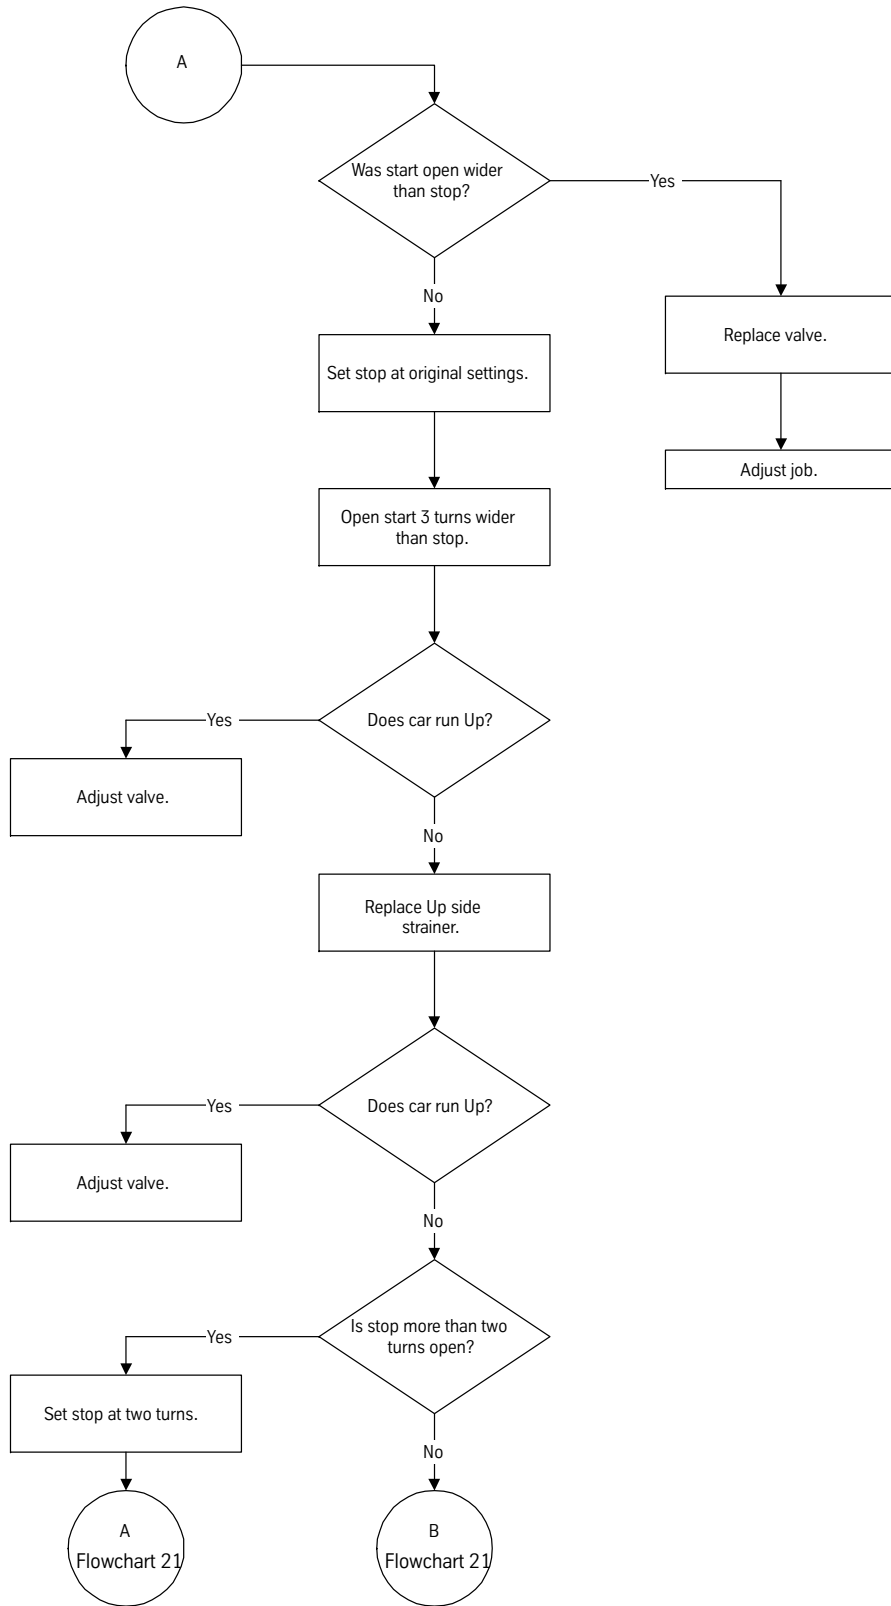 A
Was start open wider
than stop?
Yes
No
Replace valve.
Set stop at original settings.
Adjust job.
Open start 3 turns wider
than stop.
Does car run Up?
Yes
Adjust valve.
No
Replace Up side
strainer.
Does car run Up?
Yes
Adjust valve.
No
Is stop more than two
turns open?
Yes
Set stop at two turns.
No
A
Flowchart 21
B
Flowchart 21